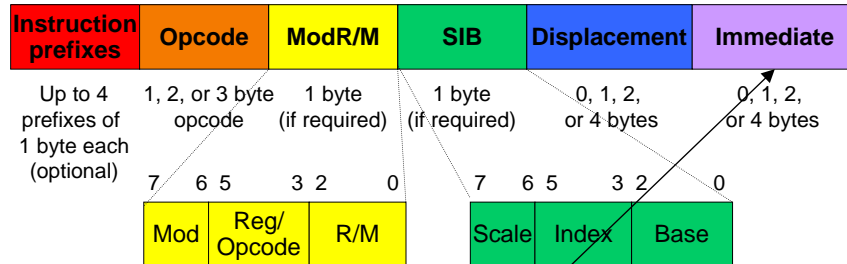 Instruction prefixes Opcode ModR/M SIB Displacement Immediate
Up to 4 prefixes of 1 byte each (optional)
1, 2, or 3 byte opcode
1 byte (if required)
1 byte (if required)
0, 1, 2, or 4 bytes
0, 1, 2, or 4 bytes
7 6 5 3 2 0
7 6 5 3 2 0
Mod Reg/Opcode R/M
Scale Index Base